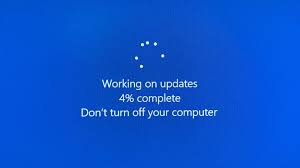 Working on updates
4% complete
Don't turn off your computer